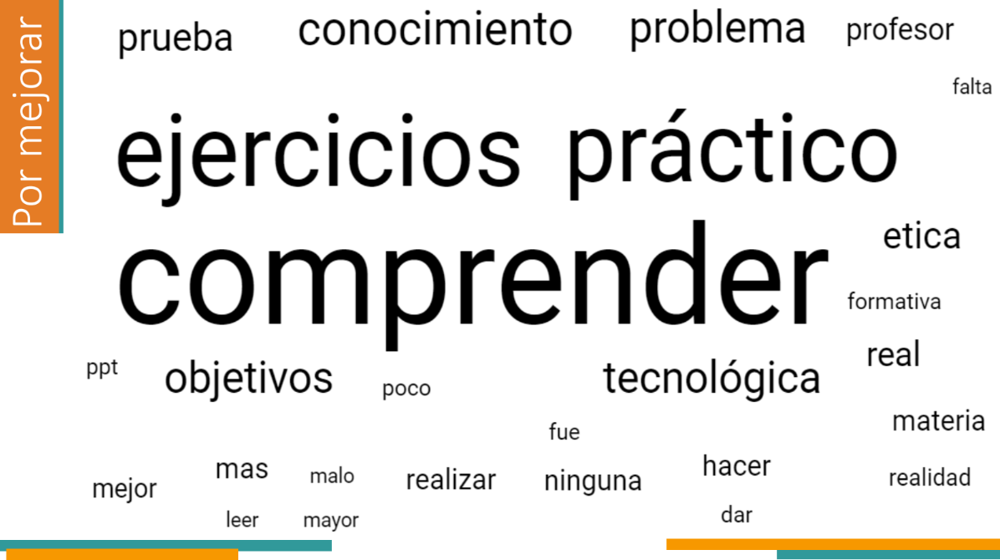 Por mejorar
prueba conocimiento problema profesor
falta
ejercicios práctico
comprender etica
formativa
real
ppt objetivos poco tecnológica
materia
fue
mejor mas malo realizar ninguna hacer realidad
leer mayor dar